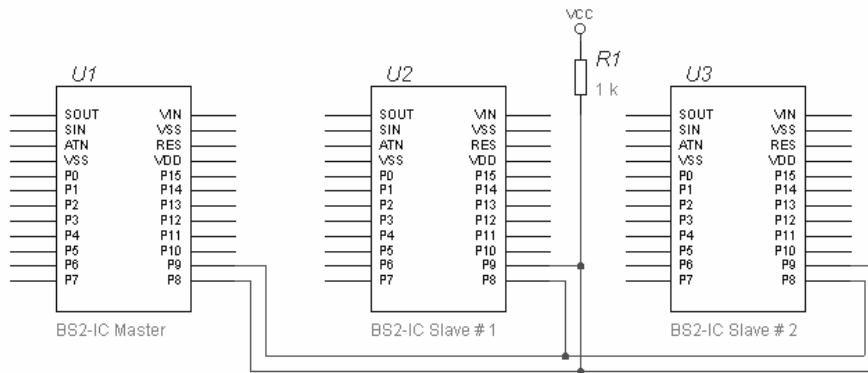 VCC
R1
1 k
U1
SOUT VIN
SIN VSS
ATN RES
VSS VDD
P0 P15
P1 P14
P2 P13
P3 P12
P4 P11
P5 P10
P6 P9
P7 P8
BS2-IC Master
U2
SOUT VIN
SIN VSS
ATN RES
VSS VDD
P0 P15
P1 P14
P2 P13
P3 P12
P4 P11
P5 P10
P6 P9
P7 P8
BS2-IC Slave # 1
U3
SOUT VIN
SIN VSS
ATN RES
VSS VDD
P0 P15
P1 P14
P2 P13
P3 P12
P4 P11
P5 P10
P6 P9
P7 P8
BS2-IC Slave # 2